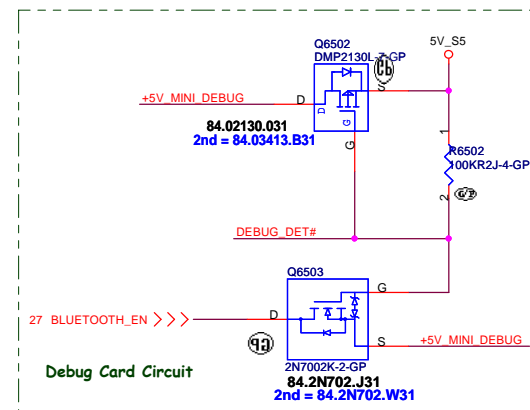 Q6502
DMP2130L-7-GP
5V_S5
+5V_MINI_DEBUG
D
S
D
G
G
84.02130.031
2nd = 84.03413.B31
1
R6502
100KR2J-4-GP
2
DEBUG_DET#
Q6503
G
27 BLUETOOTH_EN
D
S
+5V_MINI_DEBUG
2N7002K-2-GP
84.2N702.J31
2nd = 84.2N702.W31
Debug Card Circuit